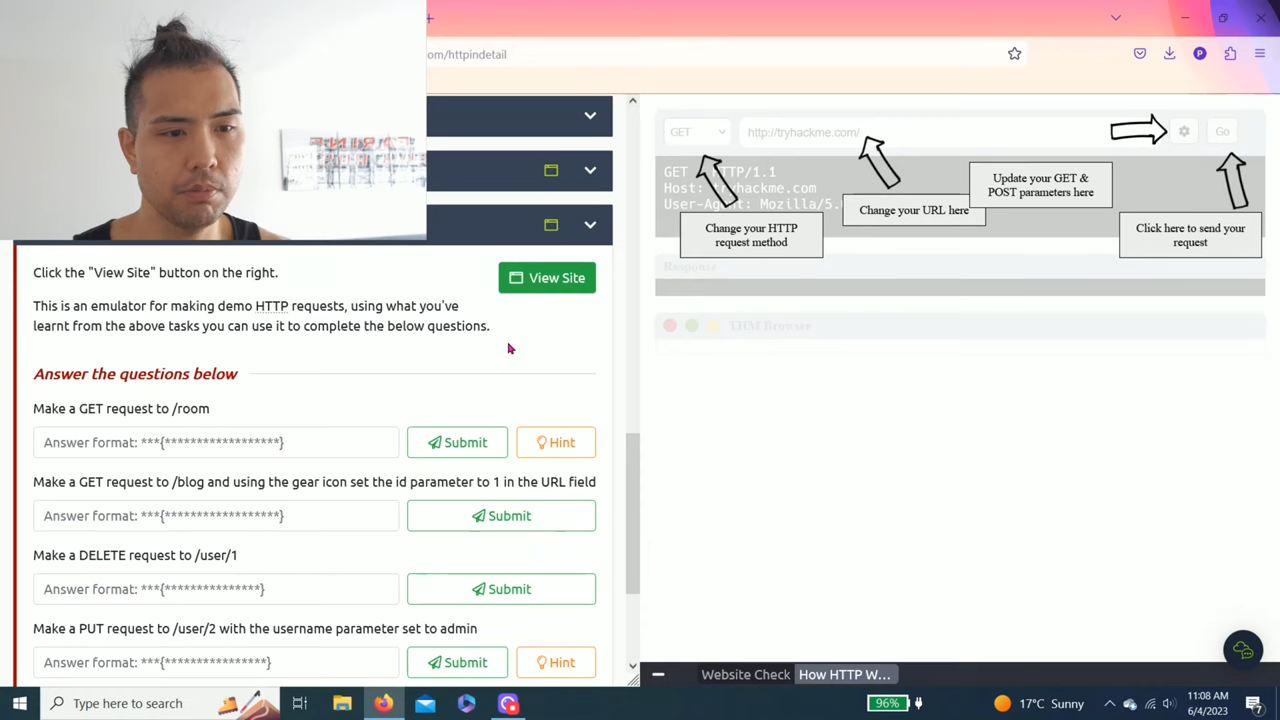 com/httpindetail
GET
http://tryhackme.com/
Go
GET / HTTP/1.1
Host: tryhackme.com
User-Agent: Mozilla/5.
Update your GET &
POST parameters here
Change your URL here
Change your HTTP
request method
Click here to send your
request
Response
THM Browser
Click the "View Site" button on the right.
View Site
This is an emulator for making demo HTTP requests, using what you've
learnt from the above tasks you can use it to complete the below questions.
Answer the questions below
Make a GET request to /room
Answer format: ***{******************}
Submit
Hint
Make a GET request to /blog and using the gear icon set the id parameter to 1 in the URL field
Answer format: ***{******************}
Submit
Make a DELETE request to /user/1
Answer format: ***{***************}
Submit
Make a PUT request to /user/2 with the username parameter set to admin
Answer format: ***{****************}
Submit
Hint
Website Check
How HTTP W...
Type here to search
96%
17°C Sunny
11:08 AM
6/4/2023
7